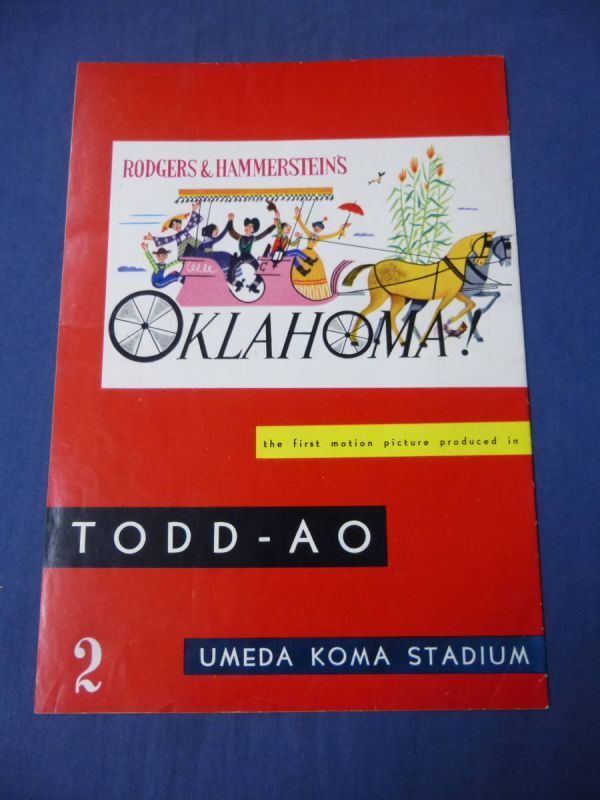 RODGERS & HAMMERSTEIN'S
OKLAHOMA!
the first motion picture produced in
TODD-AO
2
UMEDA KOMA STADIUM